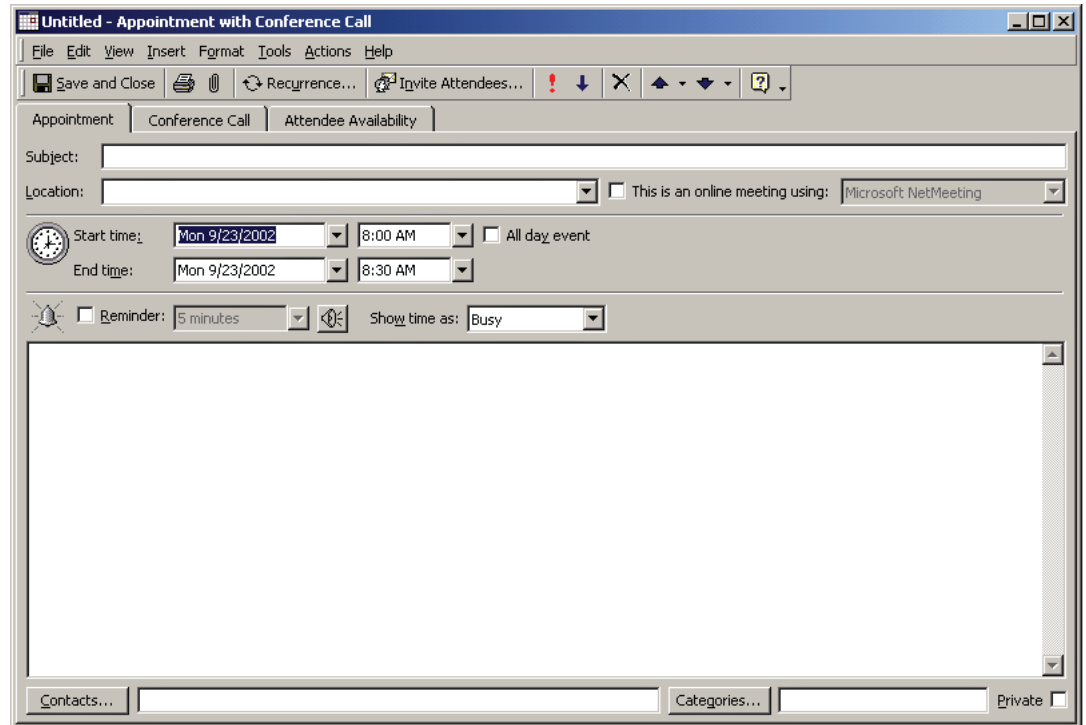 Untitled - Appointment with Conference Call
File Edit View Insert Format Tools Actions Help
Save and Close Recurrence... Invite Attendees...
Appointment Conference Call Attendee Availability
Subject:
Location: This is an online meeting using: Microsoft NetMeeting
Start time: Mon 9/23/2002 8:00 AM All day event
End time: Mon 9/23/2002 8:30 AM
Reminder: 5 minutes Show time as: Busy
Contacts... Categories... Private